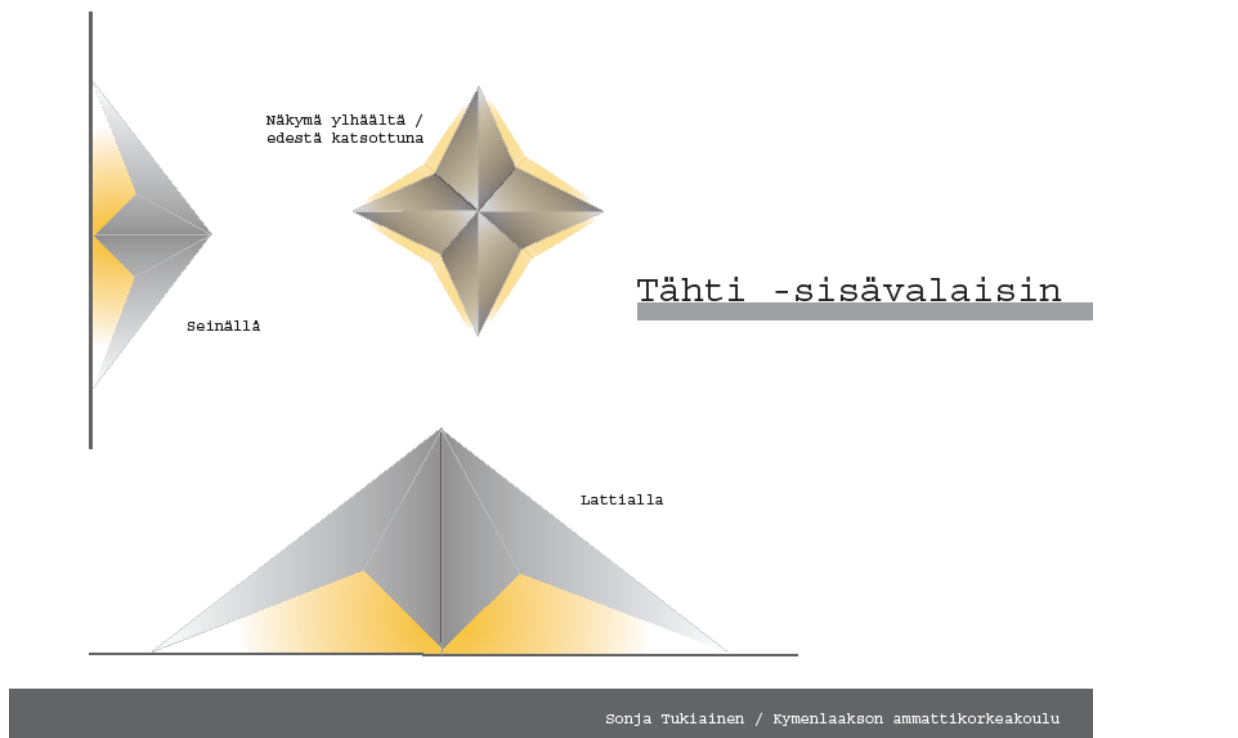 Näkymä ylhäältä /
edestä katsottuna
Tähti -sisävalaisin
Seinällä
Lattialla
Sonja Tukiainen / Kymenlaakson ammattikorkeakoulu